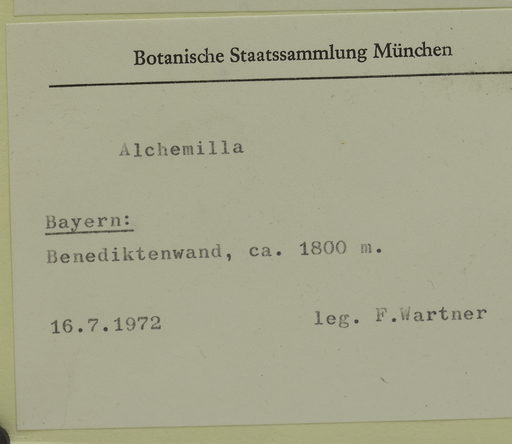 Botanische Staatssammlung München
Alchemilla
Bayern:
Benediktenwand, ca. 1800 m.
16.7.1972 leg. F.Wartner